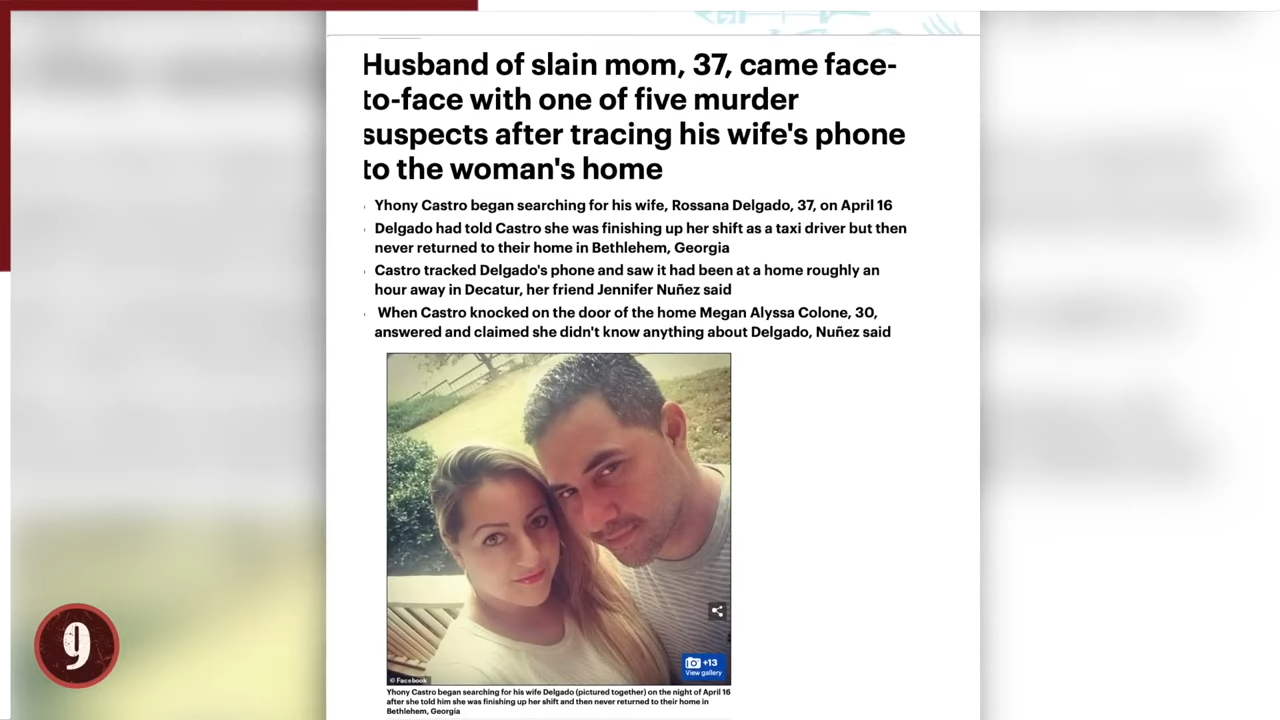 Husband of slain mom, 37, came face-
to-face with one of five murder
suspects after tracing his wife's phone
to the woman's home
Yhony Castro began searching for his wife, Rossana Delgado, 37, on April 16
Delgado had told Castro she was finishing up her shift as a taxi driver but then
never returned to their home in Bethlehem, Georgia
Castro tracked Delgado's phone and saw it had been at a home roughly an
hour away in Decatur, her friend Jennifer Nuñez said
When Castro knocked on the door of the home Megan Alyssa Colone, 30,
answered and claimed she didn't know anything about Delgado, Nuñez said
+13
View gallery
© Facebook
Yhony Castro began searching for his wife Delgado (pictured together) on the night of April 16
after she told him she was finishing up her shift and then never returned to their home in
Bethlehem, Georgia
9